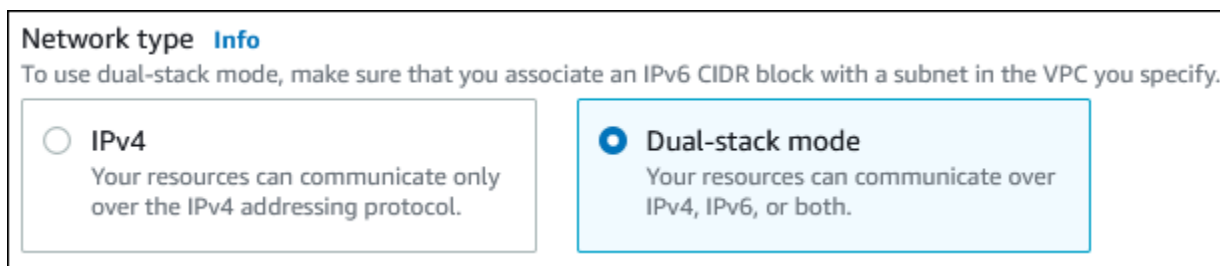 Network type Info
To use dual-stack mode, make sure that you associate an IPv6 CIDR block with a subnet in the VPC you specify.
IPv4
Your resources can communicate only
over the IPv4 addressing protocol.
Dual-stack mode
Your resources can communicate over
IPv4, IPv6, or both.